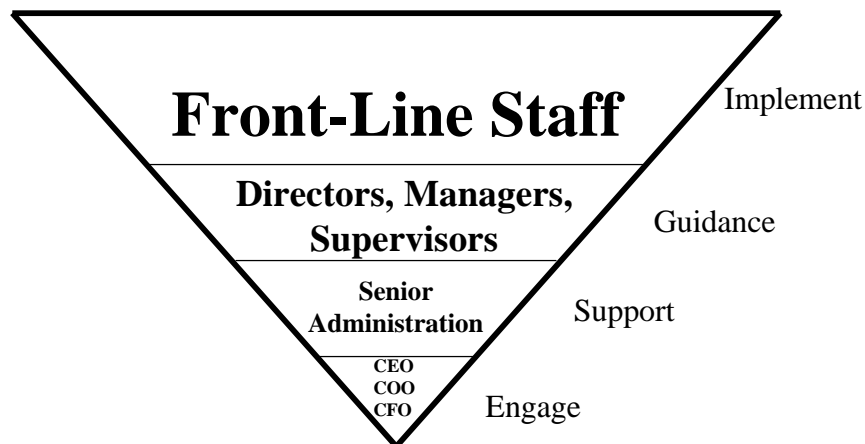 Front-Line Staff
Implement
Directors, Managers,
Supervisors
Guidance
Senior
Administration
Support
CEO
COO
CFO
Engage